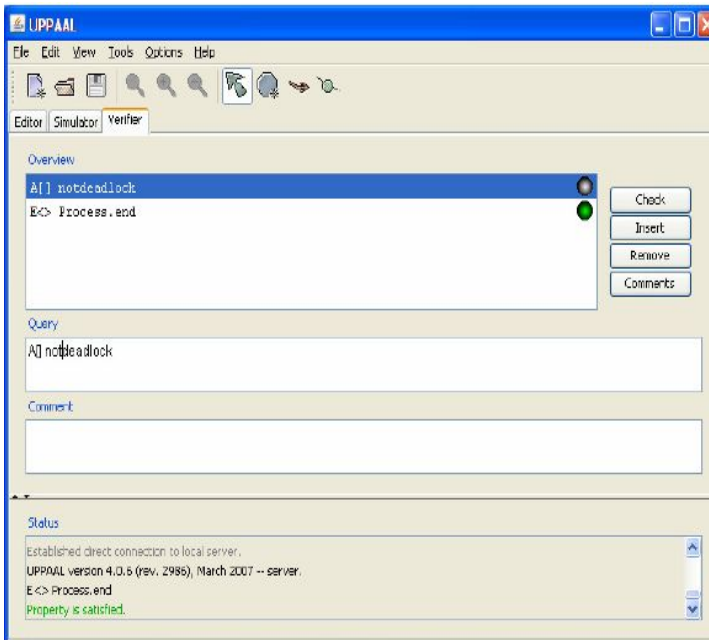 UPPAAL
File Edit View Tools Options Help
Editor Simulator Verifier
Overview
A[] notdeadlock
E<> Process.end
Check
Insert
Remove
Comments
Query
A[] notdeadlock
Comment
Status
Established direct connection to local server.
UPPAAL version 4.0.6 (rev. 2986), March 2007 -- server.
E<> Process.end
Property is satisfied.